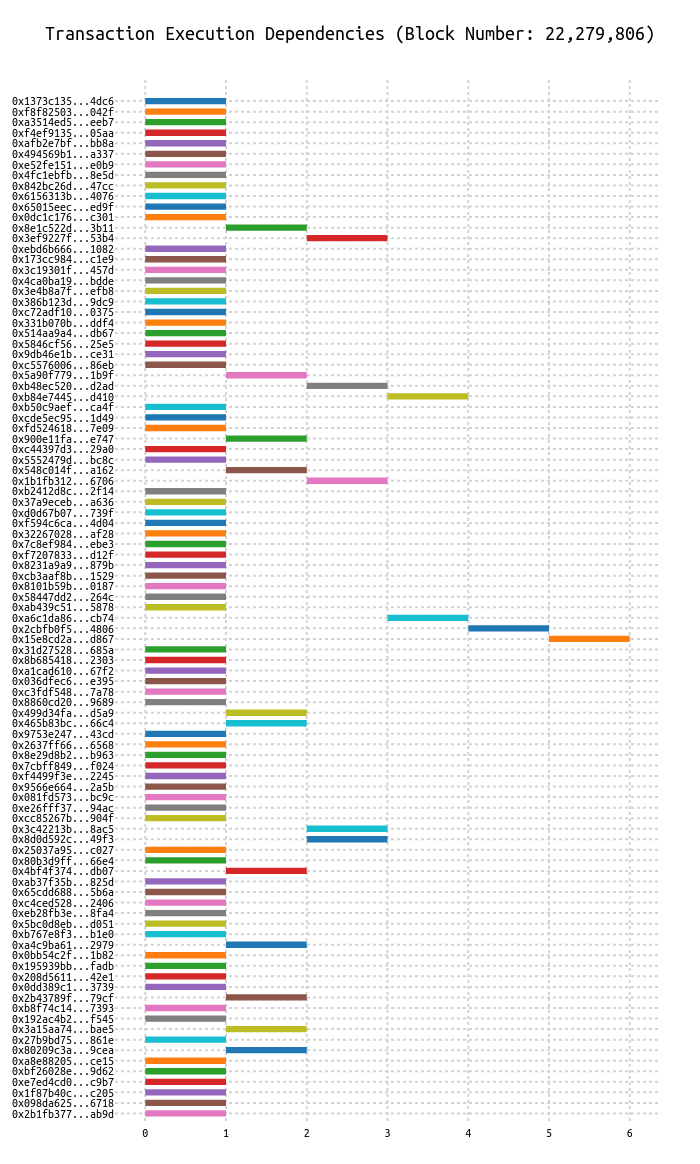 Transaction Execution Dependencies (Block Number: 22,279,806)
0x1373c135...4dc6
0xf8f82503...042f
0xa3514ed5...eeb7
0xf4ef9135...05aa
0xafb2e7bf...bb8a
0x494569b1...a337
0xe52fe151...e0b9
0x4fc1ebfb...8e5d
0x842bc26d...47cc
0x6156313b...4076
0x65015eec...ed9f
0x0dc1c176...c301
0x8e1c522d...3b11
0x3ef9227f...53b4
0xebd6b666...1082
0x173cc984...c1e9
0x3c19301f...457d
0x4ca0ba19...bdde
0x3e4b8a7f...efb8
0x386b123d...9dc9
0xc72adf10...0375
0x331b070b...ddf4
0x514aa9a4...db67
0x5846cf56...25e5
0x9db46e1b...ce31
0xc5576006...86eb
0x5a90f779...1b9f
0xb48ec520...d2ad
0xb84e7445...d410
0xb50c9aef...ca4f
0xcde5ec95...1d49
0xfd524618...7e09
0x900e11fa...e747
0xc44397d3...29a0
0x5552479d...bc8c
0x548c014f...a162
0x1b1fb312...6706
0xb2412d8c...2f14
0x37a9eceb...a636
0xd0d67b07...739f
0xf594c6ca...4d04
0x32267028...af28
0x7c8ef984...ebe3
0xf7207833...d12f
0x8231a9a9...879b
0xcb3aaf8b...1529
0x8101b59b...0187
0x58447dd2...264c
0xab439c51...5878
0xa6c1da86...cb74
0x2cbfb0f5...4806
0x15e8cd2a...d867
0x31d27528...685a
0x8b685418...2303
0xa1cad610...67f2
0x036dfec6...e395
0xc3fdf548...7a78
0x8860cd20...9689
0x499d34fa...d5a9
0x465b83bc...66c4
0x9753e247...43cd
0x2637ff66...6568
0x8e29d8b2...b963
0x7cbff849...f024
0xf4499f3e...2245
0x9566e664...2a5b
0x081fd573...bc9c
0xe26fff37...94ac
0xcc85267b...904f
0x3c42213b...8ac5
0x8d0d592c...49f3
0x25037a95...c027
0x80b3d9ff...66e4
0x4bf4f374...db07
0xab37f35b...825d
0x65cdd688...5b6a
0xc4ced528...2406
0xeb28fb3e...8fa4
0x5bc0d8eb...d051
0xb767e8f3...b1e0
0xa4c9ba61...2979
0x0bb54c2f...1b82
0x195939bb...fadb
0x208d5611...42e1
0x0dd389c1...3739
0x2b43789f...79cf
0xb8f74c14...7393
0x192ac4b2...f545
0x3a15aa74...bae5
0x27b9bd75...861e
0x80209c3a...9cea
0xa8e88205...ce15
0xbf26028e...9d62
0xe7ed4cd0...c9b7
0x1f87b40c...c205
0x098da625...6718
0x2b1fb377...ab9d
0 1 2 3 4 5 6